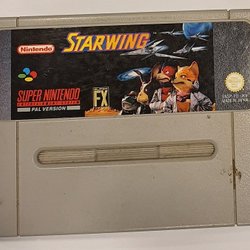 Nintendo
STARWING
SUPER NINTENDO
ENTERTAINMENT SYSTEM
PAL VERSION
FX
MADE IN JAPAN